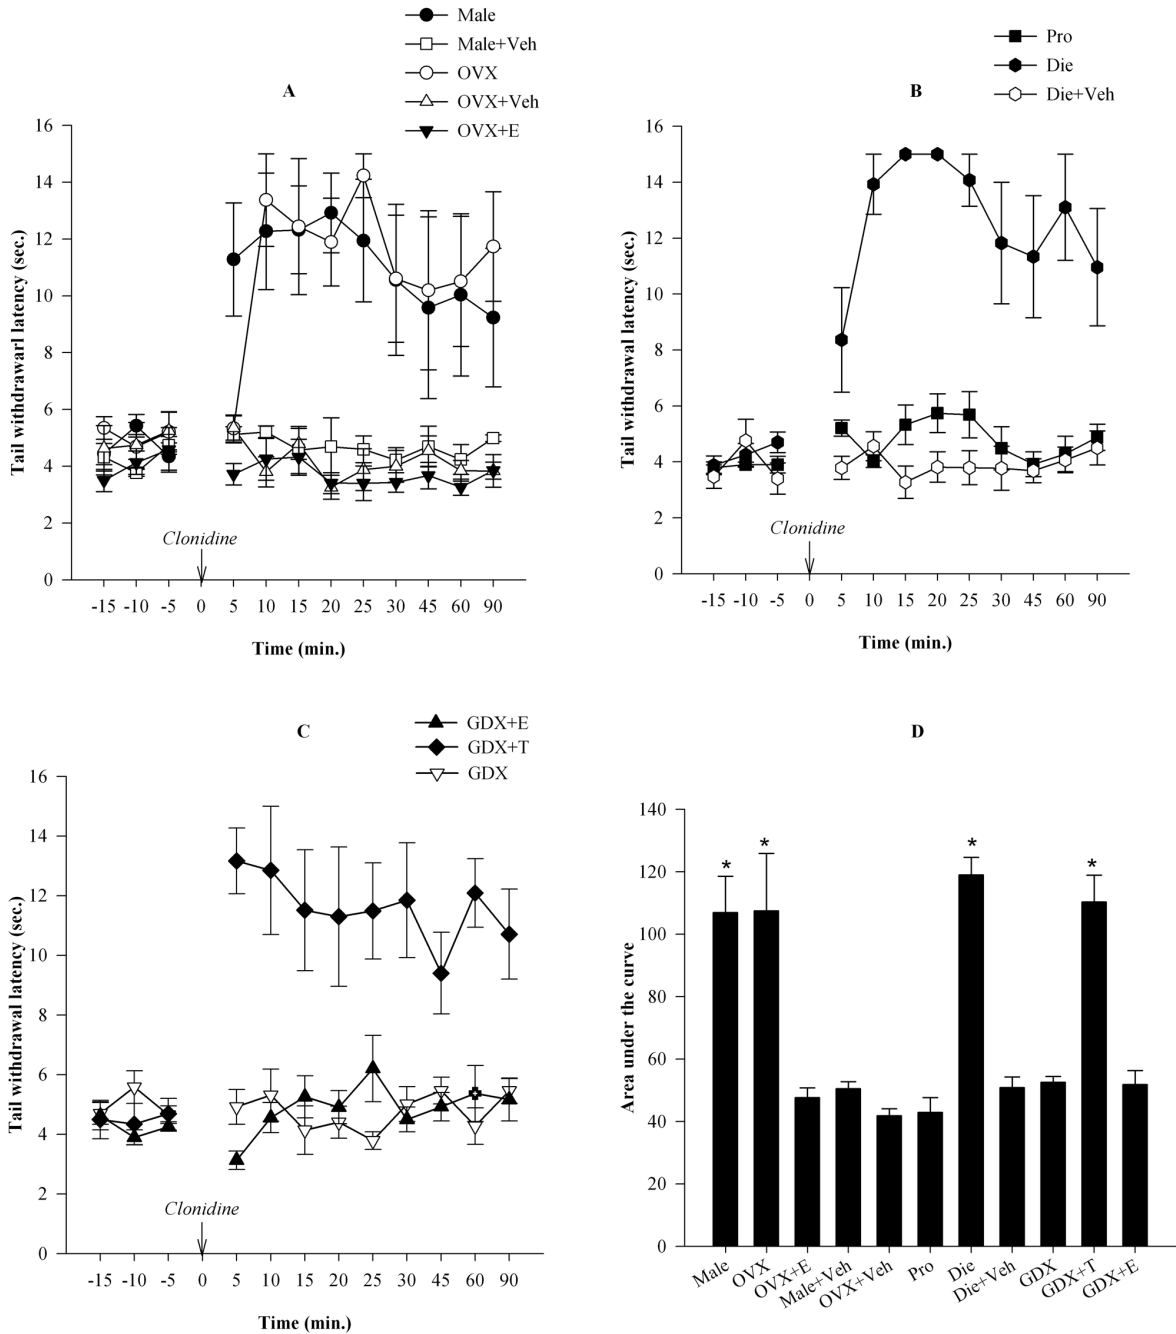 Male
Male+Veh
OVX
OVX+Veh
OVX+E
A
16
14
12
10
8
6
4
2
0
Tail withdrawarl latency (sec.)
Clonidine
-15 -10 -5 0 5 10 15 20 25 30 45 60 90
Time (min.)
Pro
Die
Die+Veh
B
16
14
12
10
8
6
4
2
0
Tail withdrawal latency (sec.)
Clonidine
-15 -10 -5 0 5 10 15 20 25 30 45 60 90
Time (min.)
GDX+E
GDX+T
GDX
C
16
14
12
10
8
6
4
2
0
Tail withdrawal latency (sec.)
Clonidine
-15 -10 -5 0 5 10 15 20 25 30 45 60 90
Time (min.)
D
140
120
100
80
60
40
20
0
Area under the curve
* * * *
Male OVX OVX+E Male+Veh OVX+Veh Pro Die Die+Veh GDX GDX+T GDX+E